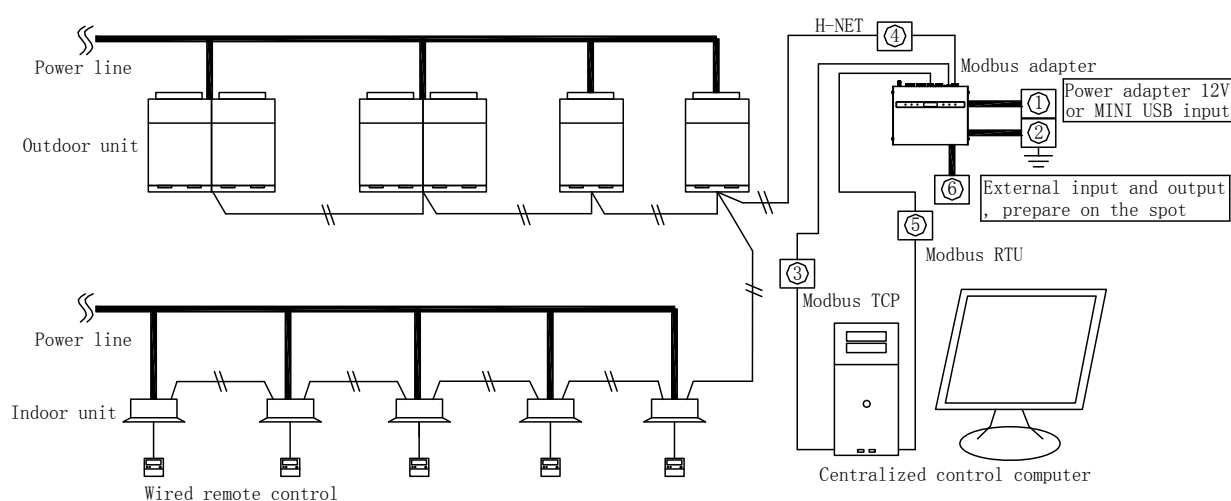 H-NET
④
Power line
Modbus adapter
Power adapter 12V
or MINI USB input
①
②
Outdoor unit
⑥
External input and output
, prepare on the spot
⑤
Modbus RTU
③
Modbus TCP
Power line
Indoor unit
Centralized control computer
Wired remote control